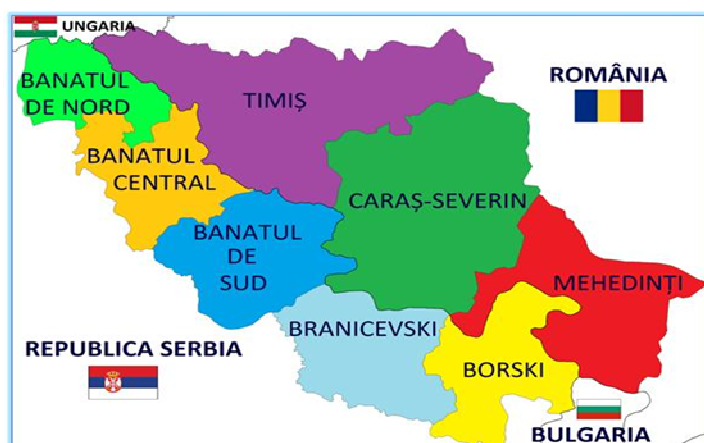 UNGARIA
BANATUL
DE NORD
TIMIȘ
ROMÂNIA
BANATUL
CENTRAL
CARAȘ-SEVERIN
BANATUL
DE
SUD
MEHEDINȚI
BRANICEVSKI
REPUBLICA SERBIA
BORSKI
BULGARIA